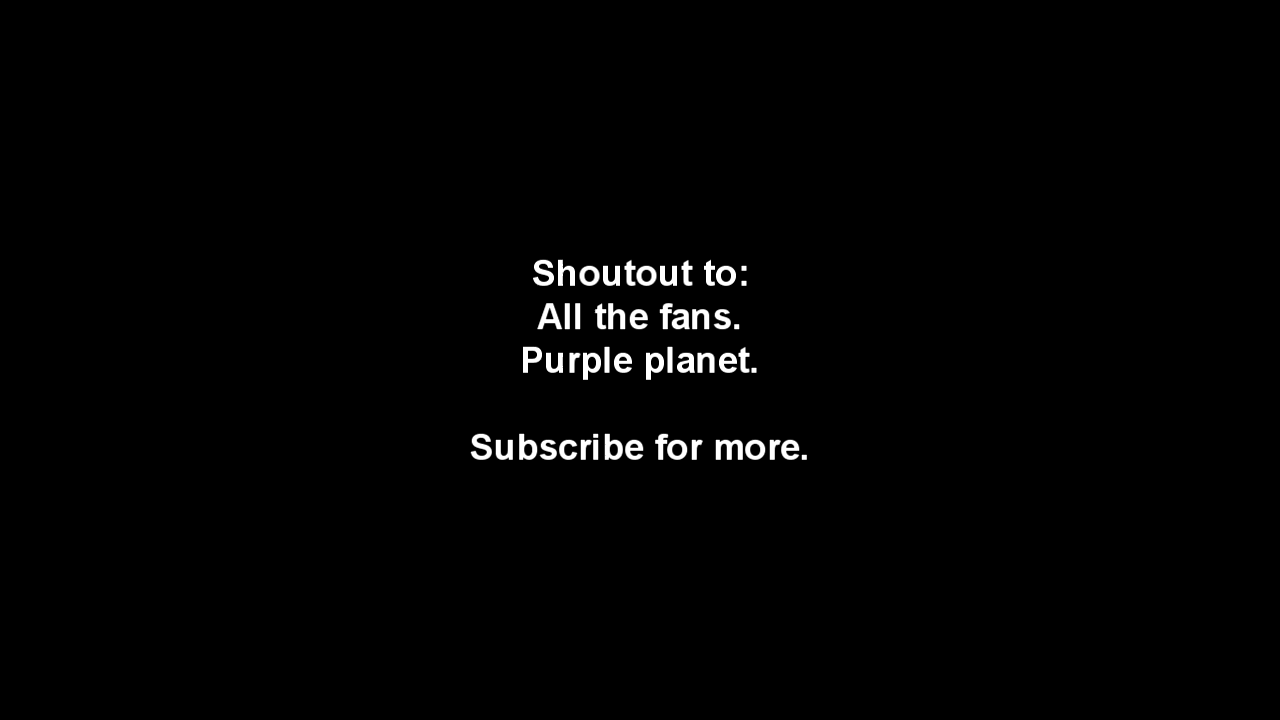 Shoutout to:
All the fans.
Purple planet.
Subscribe for more.